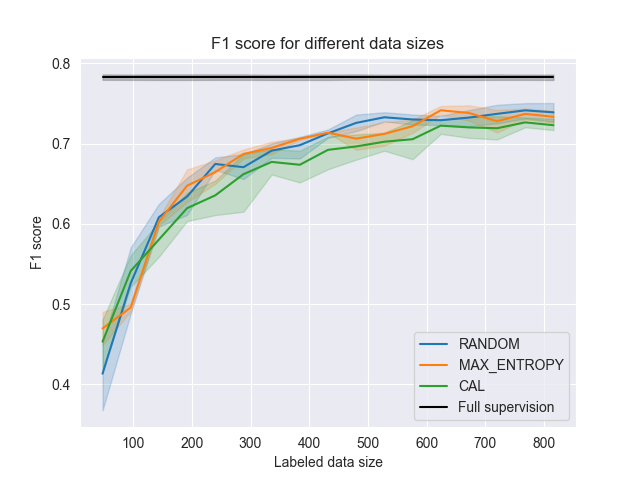 F1 score for different data sizes
0.8
0.7
0.6
0.5
0.4
F1 score
100 200 300 400 500 600 700 800
Labeled data size
RANDOM
MAX_ENTROPY
CAL
Full supervision